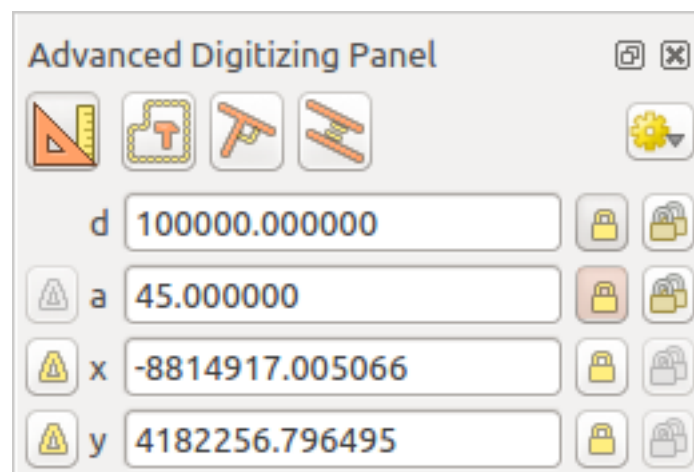 Advanced Digitizing Panel
d 100000.000000
a 45.000000
x -8814917.005066
y 4182256.796495